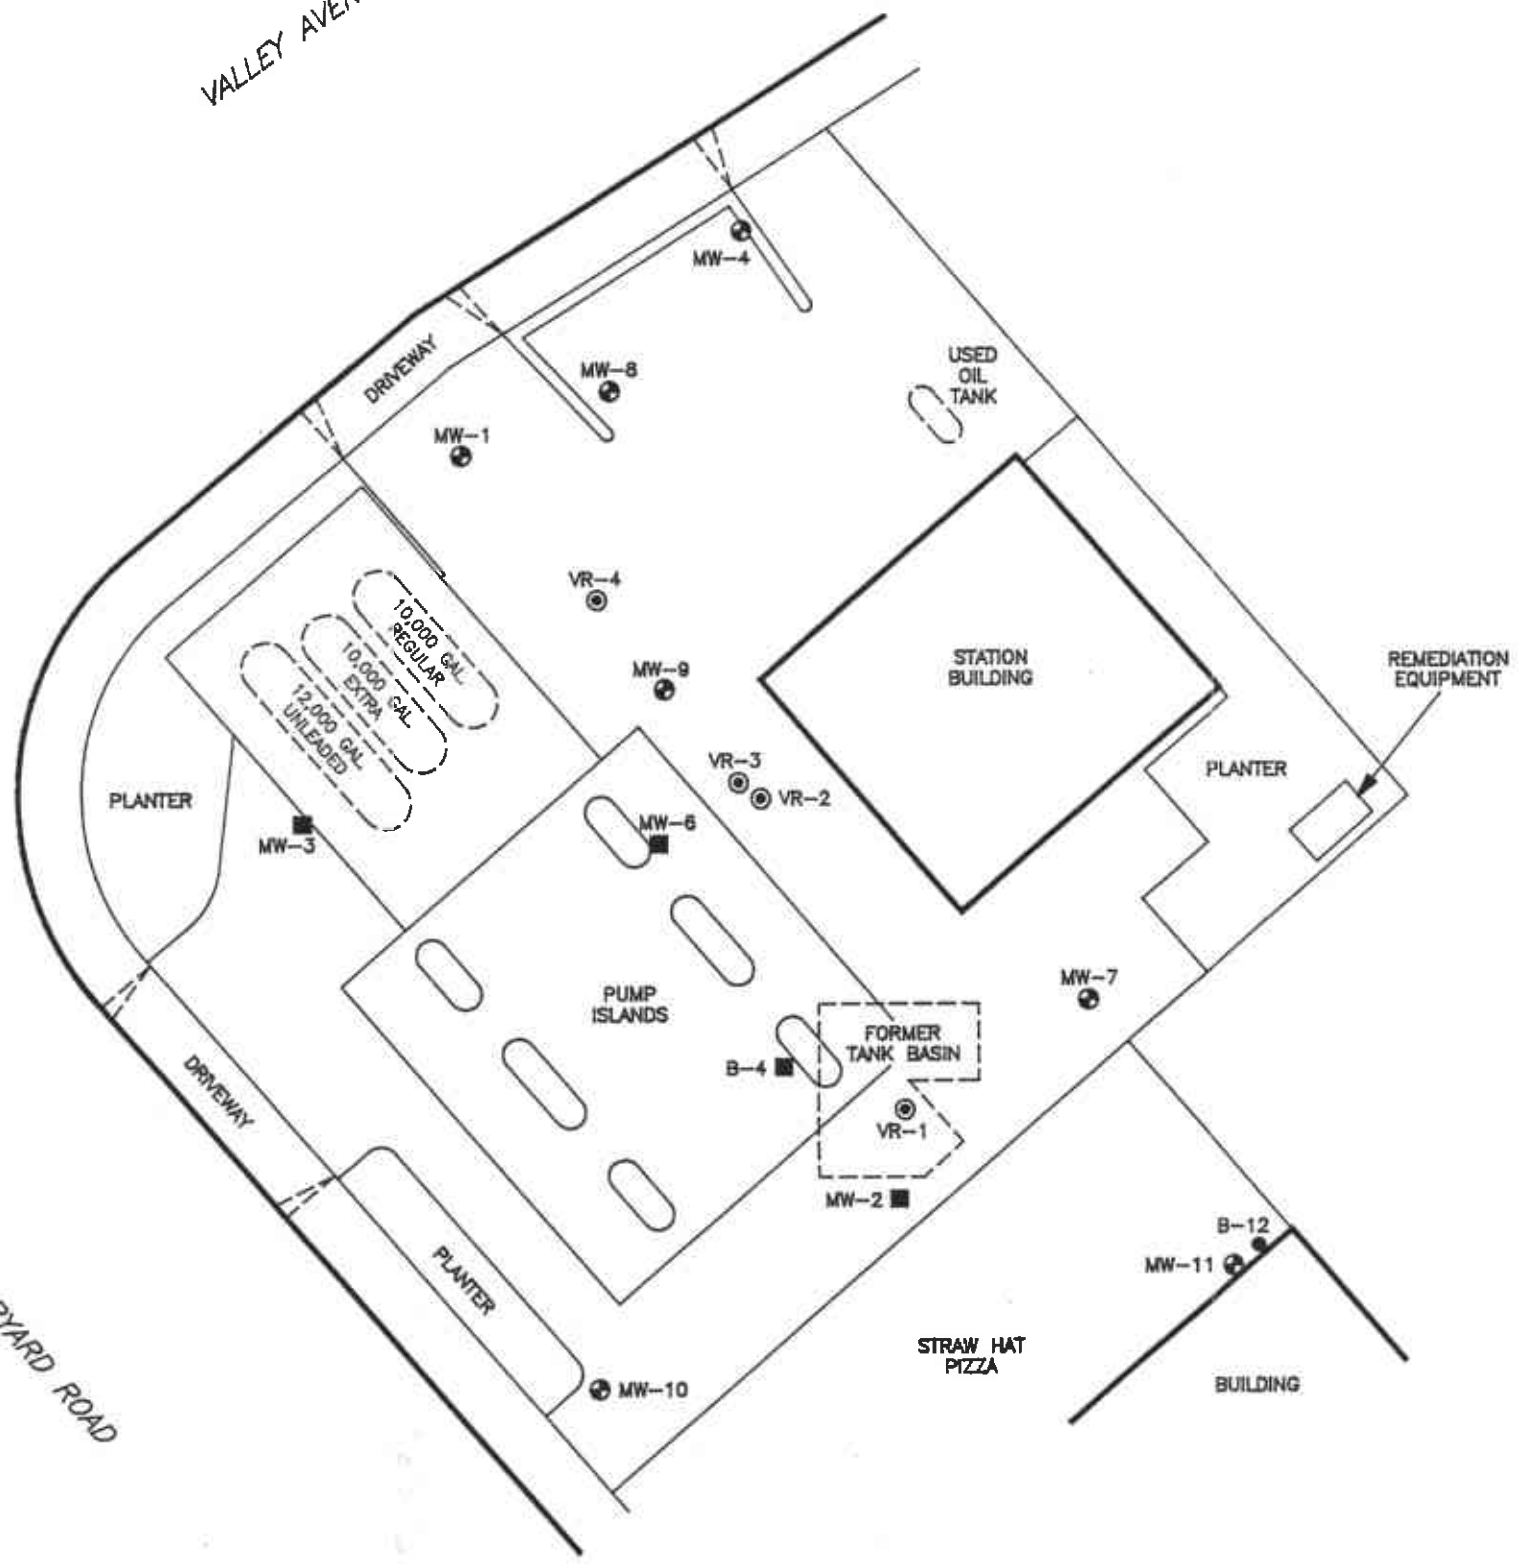 VALLEY
MW-4
DRIVEWAY
MW-8
USED
OIL
TANK
MW-1
VR-4
10,000 GAL.
REGULAR
10,000 GAL.
EXTRA
12,000 GAL.
UNLEADED
MW-9
STATION
BUILDING
REMEDIATION
EQUIPMENT
VR-3
VR-2
PLANTER
PLANTER
MW-6
MW-3
MW-7
PUMP
ISLANDS
FORMER
TANK BASIN
B-4
DRIVEWAY
VR-1
MW-2
B-12
MW-11
PLANTER
STRAW HAT
PIZZA
BUILDING
MW-10
ROAD